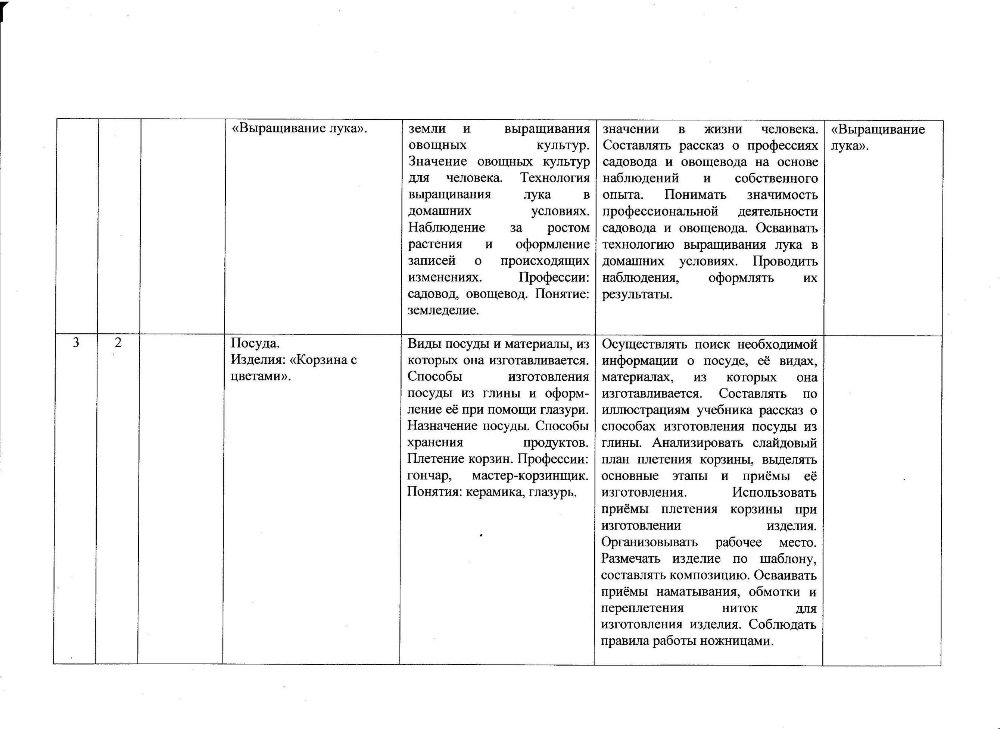 «Выращивание лука».
земли и выращивания
овощных культур.
Значение овощных культур
для человека. Технология
выращивания лука в
домашних условиях.
Наблюдение за ростом
растения и оформление
записей о происходящих
изменениях. Профессии:
садовод, овощевод. Понятие:
земледелие.
значении в жизни человека.
Составлять рассказ о профессиях
садовода и овощевода на основе
наблюдений и собственного
опыта. Понимать значимость
профессиональной деятельности
садовода и овощевода. Осваивать
технологию выращивания лука в
домашних условиях. Проводить
наблюдения, оформлять их
результаты.
«Выращивание
лука».
3
2
Посуда.
Изделия: «Корзина с
цветами».
Виды посуды и материалы, из
которых она изготавливается.
Способы изготовления
посуды из глины и оформ-
ление её при помощи глазури.
Назначение посуды. Способы
хранения продуктов.
Плетение корзин. Профессии:
гончар, мастер-корзинщик.
Понятия: керамика, глазурь.
Осуществлять поиск необходимой
информации о посуде, её видах,
материалах, из которых она
изготавливается. Составлять по
иллюстрациям учебника рассказ о
способах изготовления посуды из
глины. Анализировать слайдовый
план плетения корзины, выделять
основные этапы и приёмы её
изготовления. Использовать
приёмы плетения корзины при
изготовлении изделия.
Организовывать рабочее место.
Размечать изделие по шаблону,
составлять композицию. Осваивать
приёмы наматывания, обмотки и
переплетения ниток для
изготовления изделия. Соблюдать
правила работы ножницами.